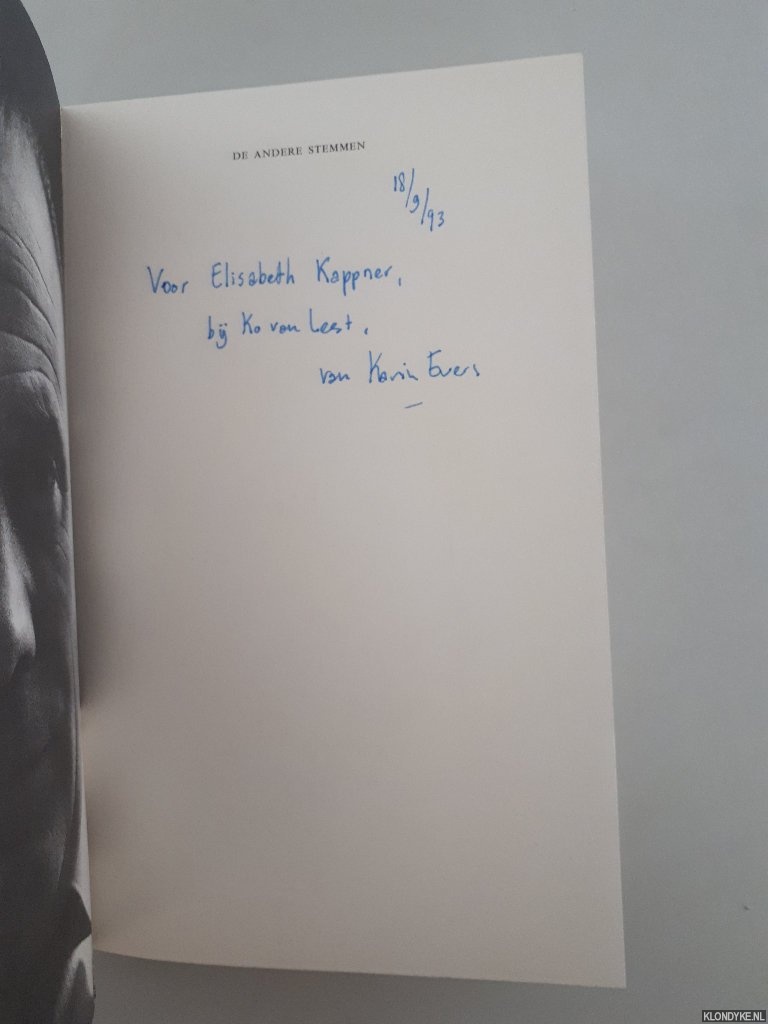 DE ANDERE STEMMEN
18/9/93
Voor Elisabeth Kappner,
bij Ko van Leest.
van Karin Evers
KLONDYKE.NL